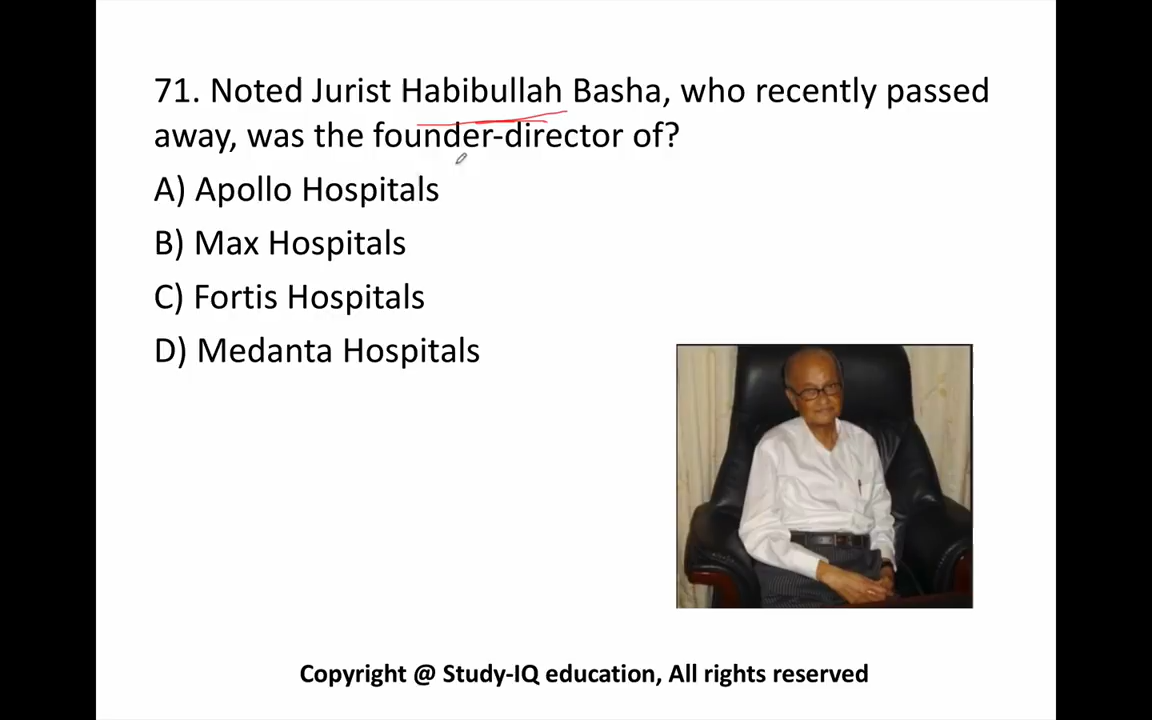 71. Noted Jurist Habibullah Basha, who recently passed
away, was the founder-director of?
A) Apollo Hospitals
B) Max Hospitals
C) Fortis Hospitals
D) Medanta Hospitals
Copyright @ Study-IQ education, All rights reserved